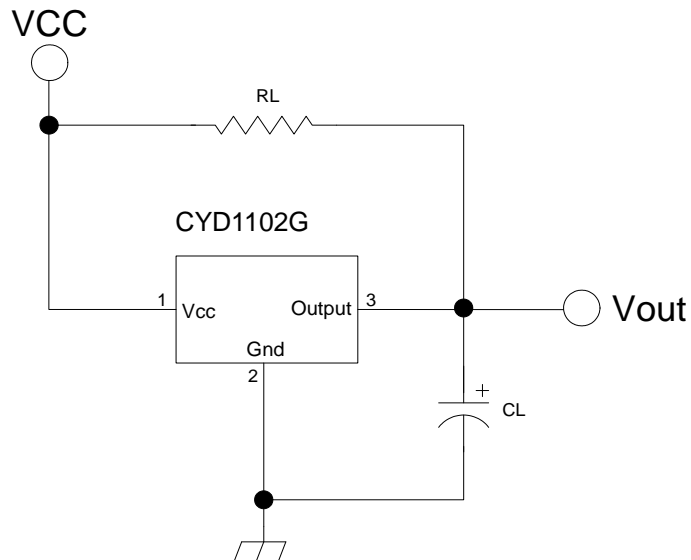 VCC
RL
CYD1102G
1
Vcc
Output
3
Vout
Gnd
2
+
CL